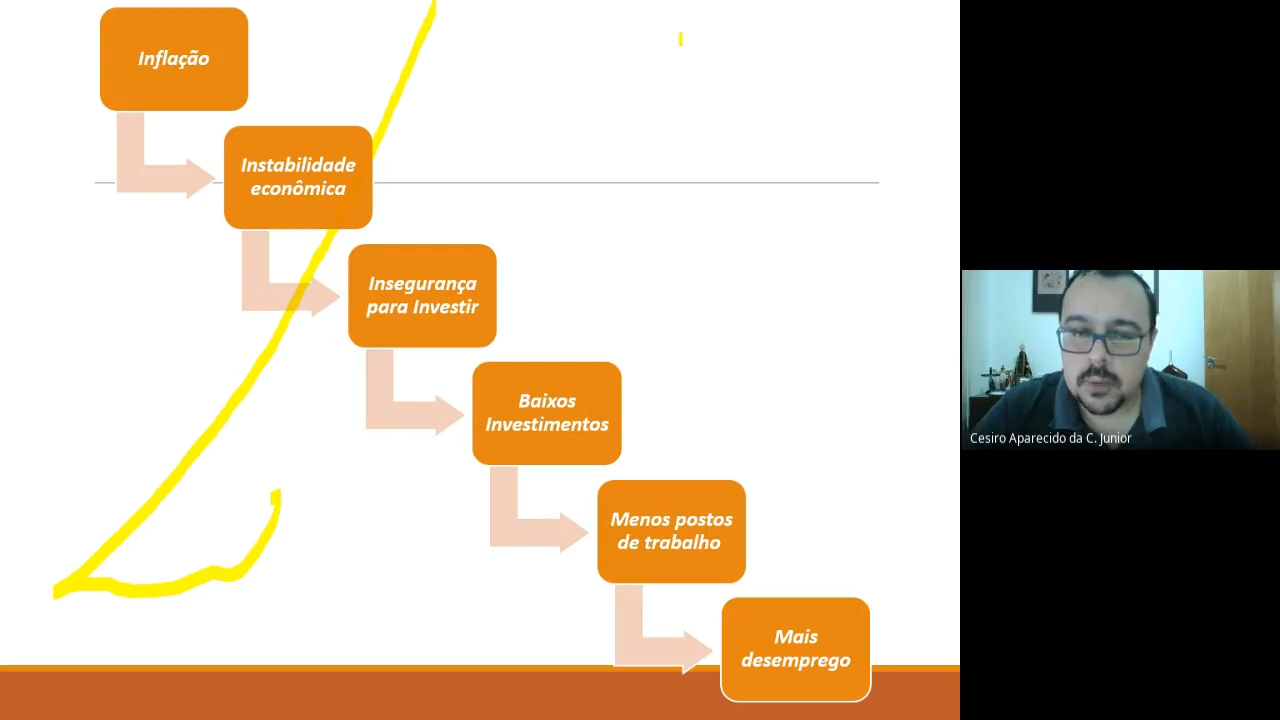 Inflação
Instabilidade
econômica
Insegurança
para Investir
Baixos
Investimentos
Menos postos
de trabalho
Mais
desemprego
Cesiro Aparecido da C. Junior